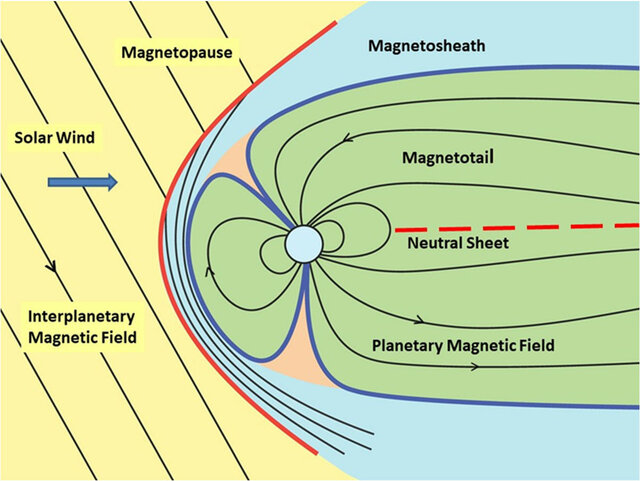 Magnetosheath
Magnetopause
Solar Wind
Magnetotail
Neutral Sheet
Interplanetary
Magnetic Field
Planetary Magnetic Field